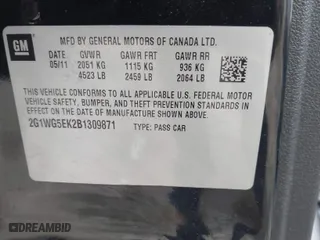 GM
MFD BY GENERAL MOTORS OF CANADA LTD.
DATE GVWR GAWR FRT GAWR RR
05/11 2051 KG 1115 KG 936 KG
4523 LB 2459 LB 2064 LB
THIS VEHICLE CONFORMS TO ALL APPLICABLE U.S. FEDERAL MOTOR
VEHICLE SAFETY, BUMPER, AND THEFT PREVENTION STANDARDS IN
EFFECT ON THE DATE OF MANUFACTURE SHOWN ABOVE.
2G1WG5EK2B1309871 TYPE: PASS CAR